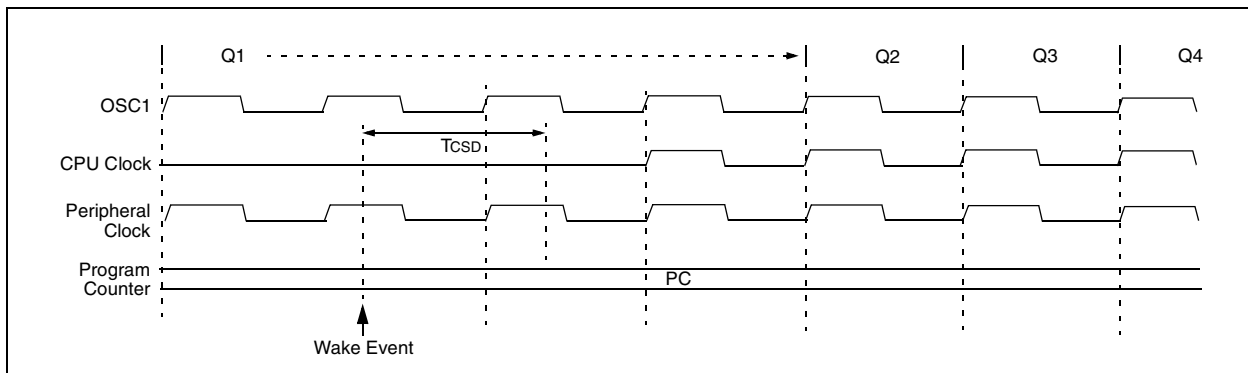 Q1
Q2
Q3
Q4
OSC1
TCSD
CPU Clock
Peripheral
Clock
Program
Counter
PC
Wake Event